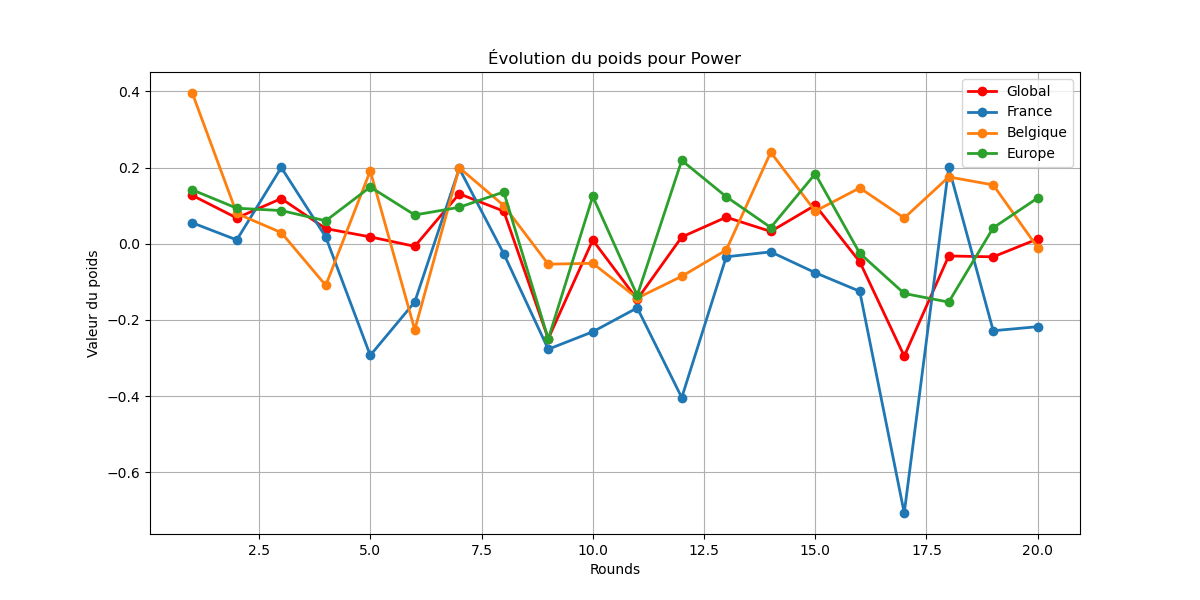 Évolution du poids pour Power
Global
France
Belgique
Europe
Valeur du poids
0.4
0.2
0.0
−0.2
−0.4
−0.6
2.5
5.0
7.5
10.0
12.5
15.0
17.5
20.0
Rounds